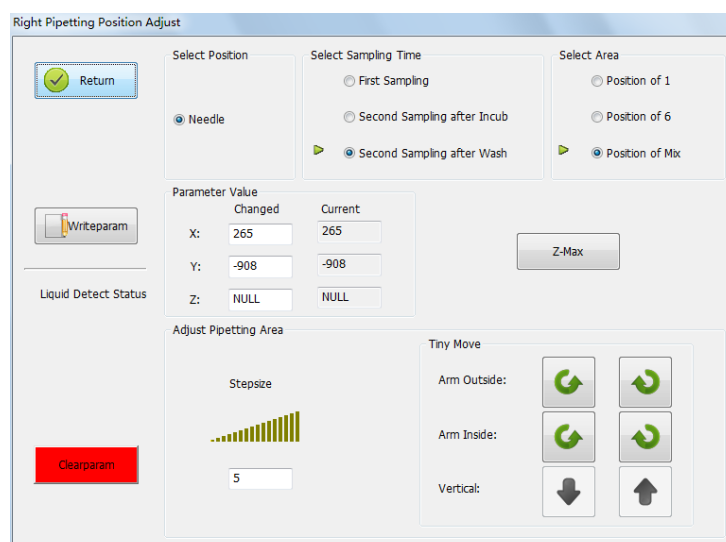 Right Pipetting Position Adjust
Return
Select Position
Needle
Select Sampling Time
First Sampling
Second Sampling after Incub
Second Sampling after Wash
Select Area
Position of 1
Position of 6
Position of Mix
Writeparam
Parameter Value
Changed Current
X: 265 265
Y: -908 -908
Z: NULL NULL
Z-Max
Liquid Detect Status
Clearparam
Adjust Pipetting Area
Stepsize
5
Tiny Move
Arm Outside:
Arm Inside:
Vertical: